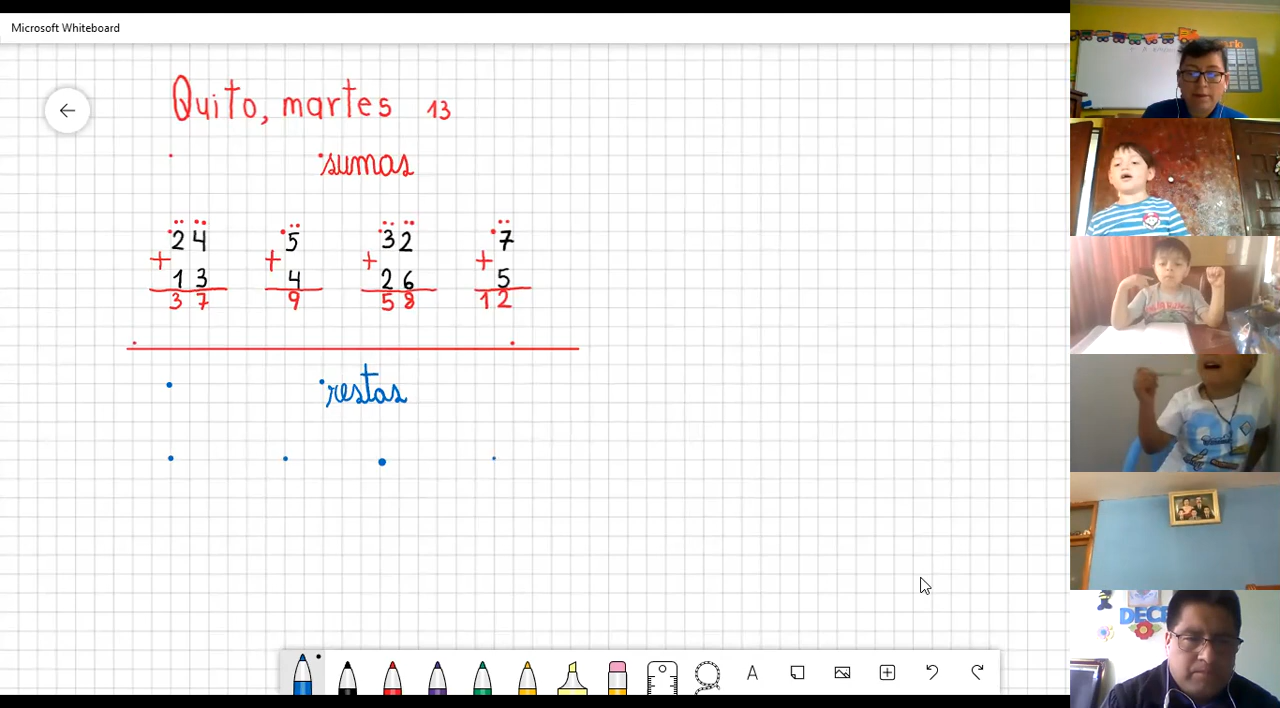 Microsoft Whiteboard
Quito, martes 13
sumas
24 5 32 7
+ + + +
13 4 26 5
37 9 58 12
restas
A
DECE